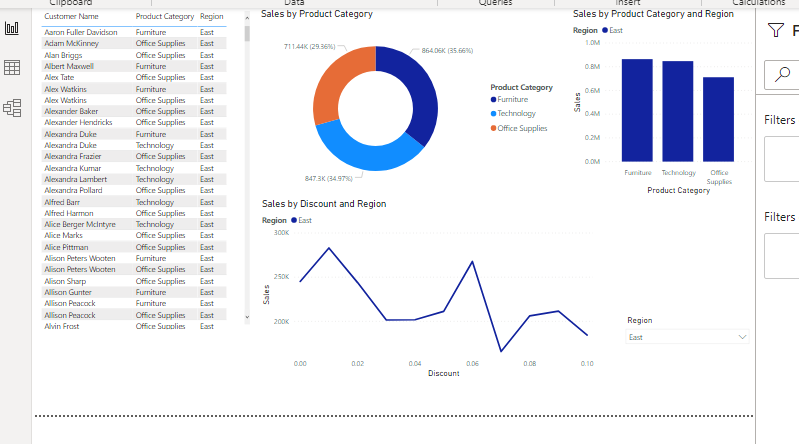 Clipboard Data Queries Insert Calculations
Customer Name Product Category Region
Aaron Fuller Davidson Furniture East
Adam McKinney Office Supplies East
Alan Briggs Office Supplies East
Albert Maxwell Furniture East
Alex Tate Office Supplies East
Alex Watkins Furniture East
Alex Watkins Office Supplies East
Alexander Baker Office Supplies East
Alexander Hendricks Office Supplies East
Alexandra Duke Furniture East
Alexandra Duke Technology East
Alexandra Frazier Office Supplies East
Alexandra Kumar Technology East
Alexandra Lambert Technology East
Alexandra Pollard Office Supplies East
Alfred Barr Technology East
Alfred Harmon Office Supplies East
Alice Berger McIntyre Technology East
Alice Marks Office Supplies East
Alice Pittman Office Supplies East
Alison Peters Wooten Furniture East
Alison Peters Wooten Office Supplies East
Alison Sharp Office Supplies East
Allison Gunter Furniture East
Allison Peacock Furniture East
Allison Peacock Office Supplies East
Alvin Frost Office Supplies East
Sales by Product Category
711.44K (29.36%)
864.06K (35.66%)
847.3K (34.97%)
Product Category
Furniture
Technology
Office Supplies
Sales by Product Category and Region
Region East
1.0M
0.8M
0.6M
0.4M
0.2M
0.0M
Sales
Furniture Technology Office
Supplies
Product Category
Sales by Discount and Region
Region East
300K
250K
200K
Sales
0.00 0.02 0.04 0.06 0.08 0.10
Discount
Region
East
F
Filters
Filters